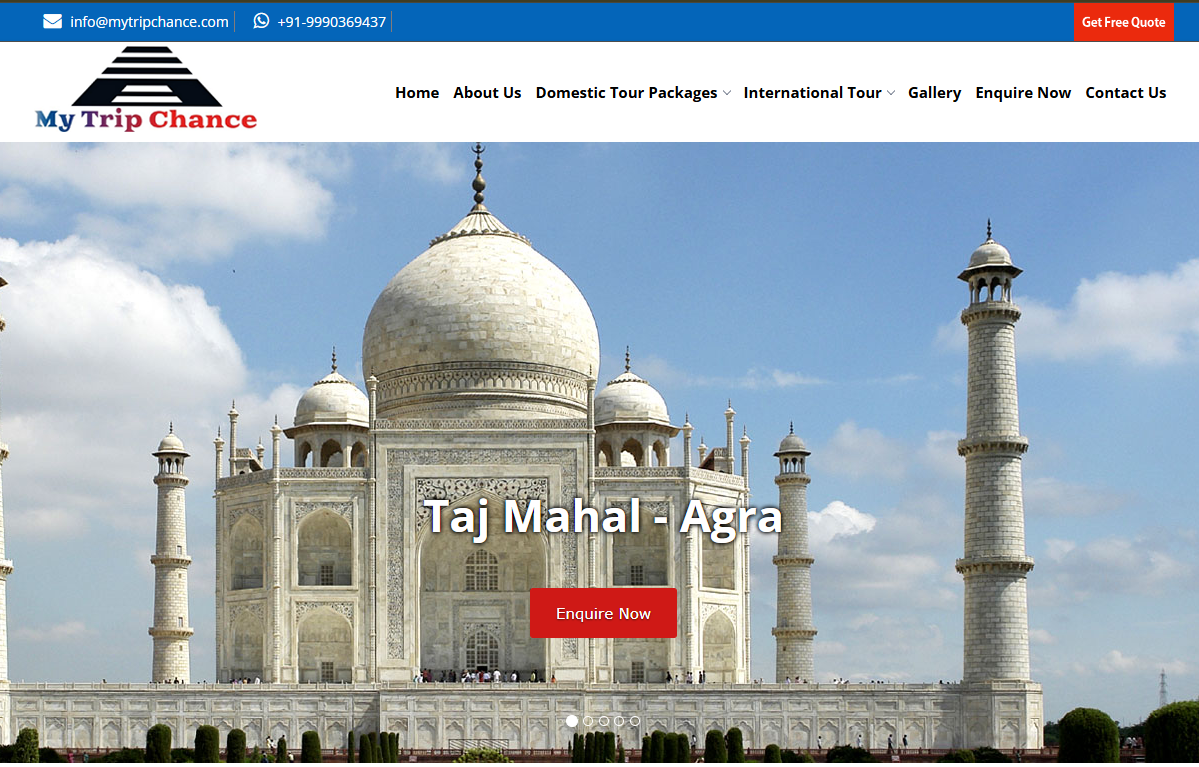 info@mytripchance.com
+91-9990369437
Get Free Quote
My Trip Chance
Home About Us Domestic Tour Packages International Tour Gallery Enquire Now Contact Us
Taj Mahal - Agra
Enquire Now